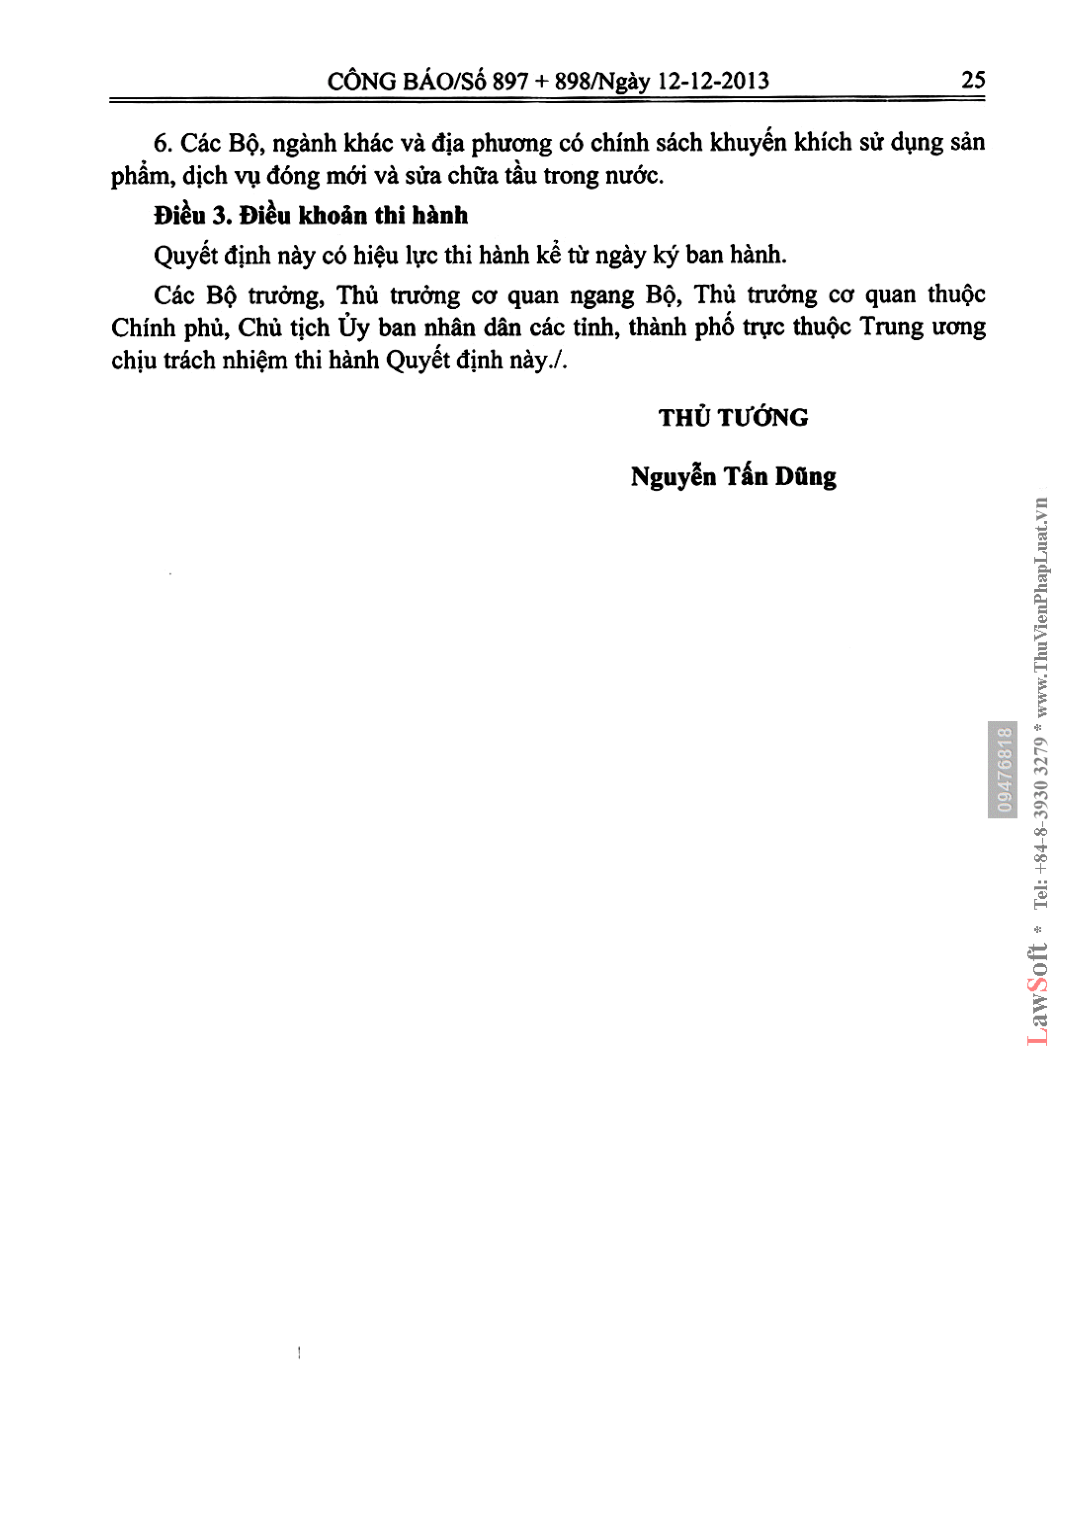 CÔNG BÁO/Số 897 + 898/Ngày 12-12-2013 25
6. Các Bộ, ngành khác và địa phương có chính sách khuyến khích sử dụng sản
phẩm, dịch vụ đóng mới và sửa chữa tầu trong nước.
Điều 3. Điều khoản thi hành
Quyết định này có hiệu lực thi hành kể từ ngày ký ban hành.
Các Bộ trưởng, Thủ trưởng cơ quan ngang Bộ, Thủ trưởng cơ quan thuộc
Chính phủ, Chủ tịch Ủy ban nhân dân các tỉnh, thành phố trực thuộc Trung ương
chịu trách nhiệm thi hành Quyết định này./.
THỦ TƯỚNG
Nguyễn Tấn Dũng
09476818
LawSoft * Tel: +84-8-3930 3279 * www.ThuVienPhapLuat.vn